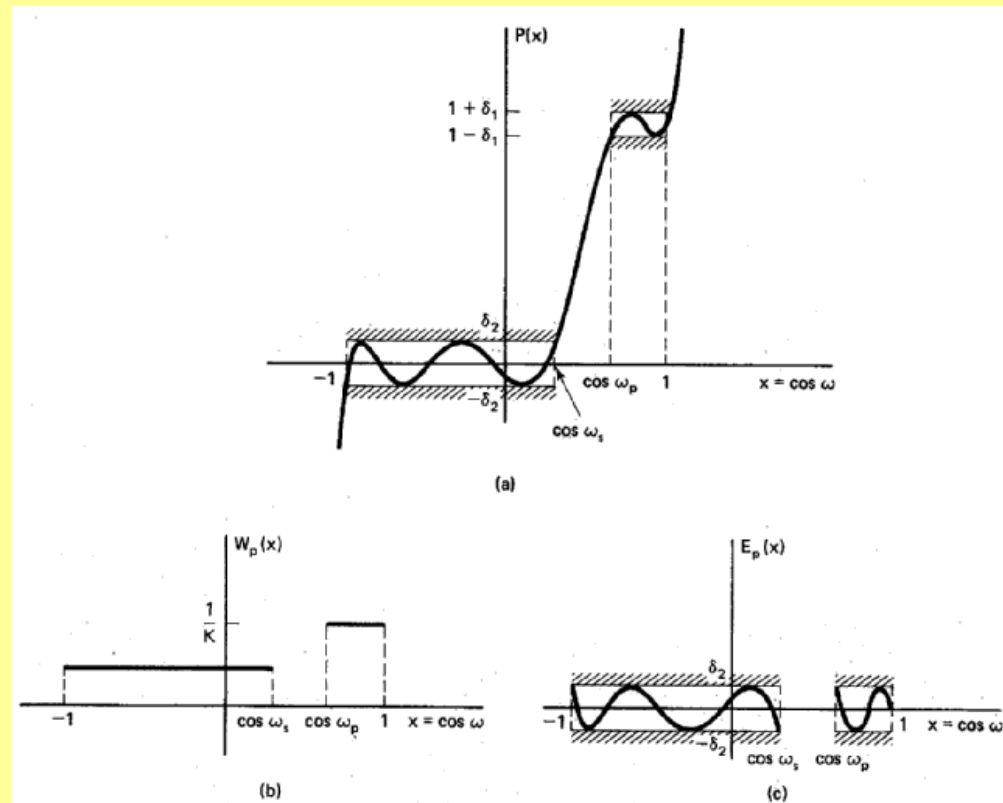 P(x)
1 + δ₁
1 − δ₁
δ₂
−1
−δ₂
cos ωₚ
1
x = cos ω
cos ωₛ
(a)
Wₚ(x)
1
K
−1
cos ωₛ
cos ωₚ
1
x = cos ω
(b)
Eₚ(x)
δ₂
−1
−δ₂
1
x = cos ω
cos ωₛ
cos ωₚ
(c)